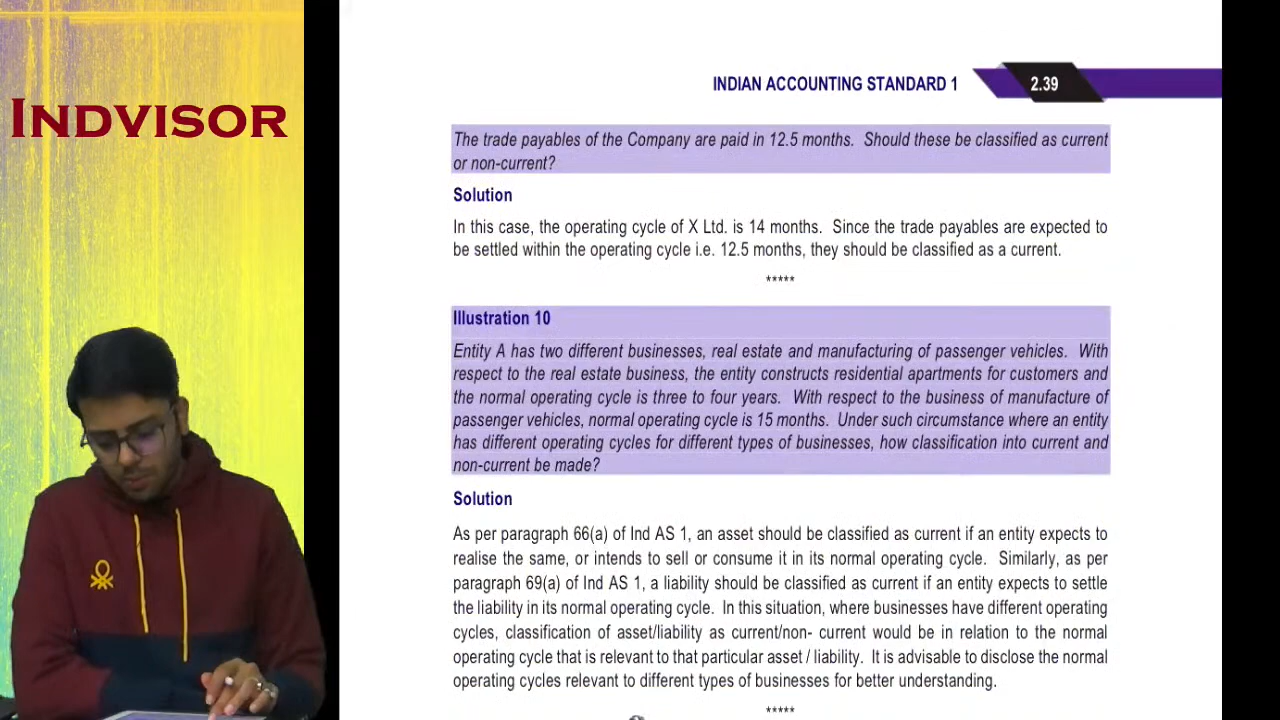 INDVISOR
INDIAN ACCOUNTING STANDARD 1
2.39
The trade payables of the Company are paid in 12.5 months. Should these be classified as current
or non-current?
Solution
In this case, the operating cycle of X Ltd. is 14 months. Since the trade payables are expected to
be settled within the operating cycle i.e. 12.5 months, they should be classified as a current.
*****
Illustration 10
Entity A has two different businesses, real estate and manufacturing of passenger vehicles. With
respect to the real estate business, the entity constructs residential apartments for customers and
the normal operating cycle is three to four years. With respect to the business of manufacture of
passenger vehicles, normal operating cycle is 15 months. Under such circumstance where an entity
has different operating cycles for different types of businesses, how classification into current and
non-current be made?
Solution
As per paragraph 66(a) of Ind AS 1, an asset should be classified as current if an entity expects to
realise the same, or intends to sell or consume it in its normal operating cycle. Similarly, as per
paragraph 69(a) of Ind AS 1, a liability should be classified as current if an entity expects to settle
the liability in its normal operating cycle. In this situation, where businesses have different operating
cycles, classification of asset/liability as current/non- current would be in relation to the normal
operating cycle that is relevant to that particular asset / liability. It is advisable to disclose the normal
operating cycles relevant to different types of businesses for better understanding.
*****